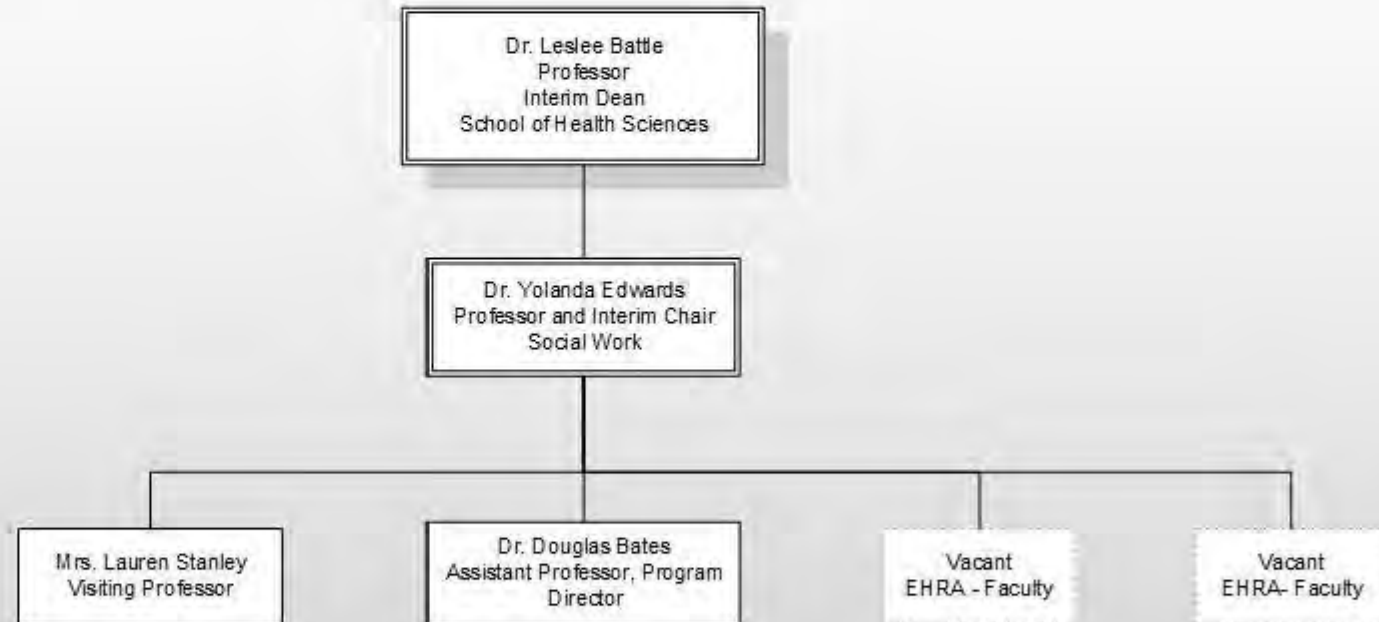 Dr. Leslee Battle
Professor
Interim Dean
School of Health Sciences
Dr. Yolanda Edwards
Professor and Interim Chair
Social Work
Mrs. Lauren Stanley
Visiting Professor
Dr. Douglas Bates
Assistant Professor, Program
Director
Vacant
EHRA - Faculty
Vacant
EHRA- Faculty